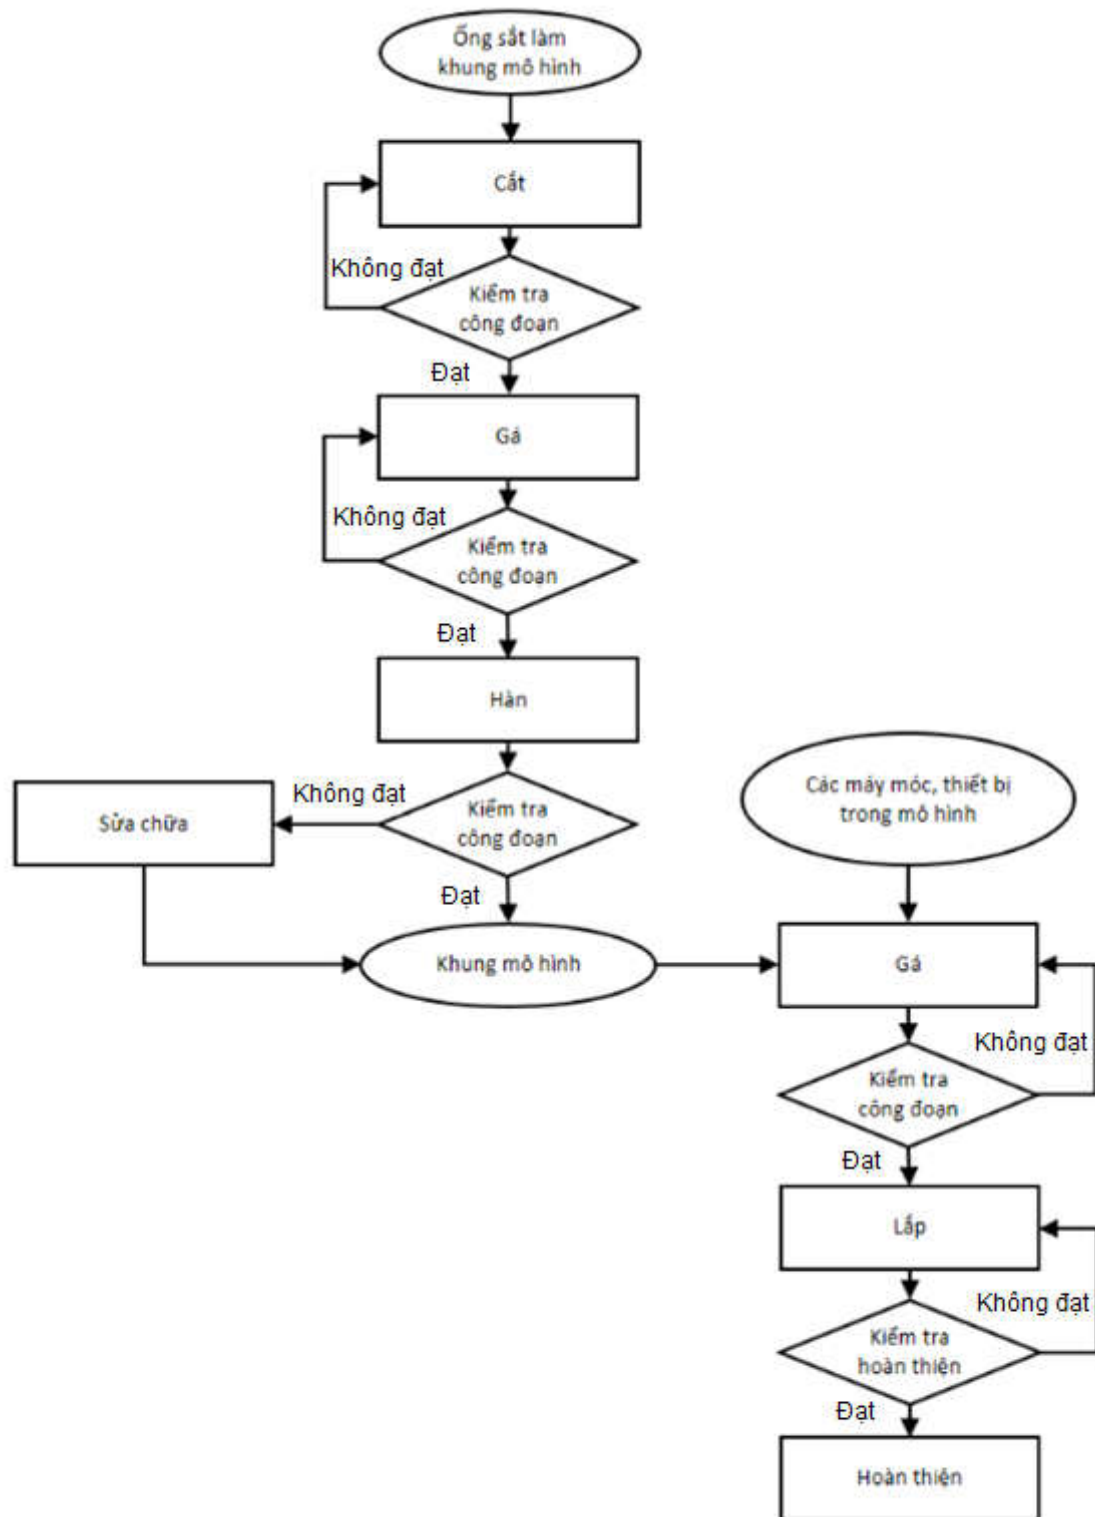 Ống sắt làm
khung mô hình
Cắt
Không đạt
Kiểm tra
công đoạn
Đạt
Gá
Không đạt
Kiểm tra
công đoạn
Đạt
Hàn
Không đạt
Kiểm tra
công đoạn
Sửa chữa
Đạt
Khung mô hình
Các máy móc, thiết bị
trong mô hình
Gá
Không đạt
Kiểm tra
công đoạn
Đạt
Lắp
Không đạt
Kiểm tra
hoàn thiện
Đạt
Hoàn thiện